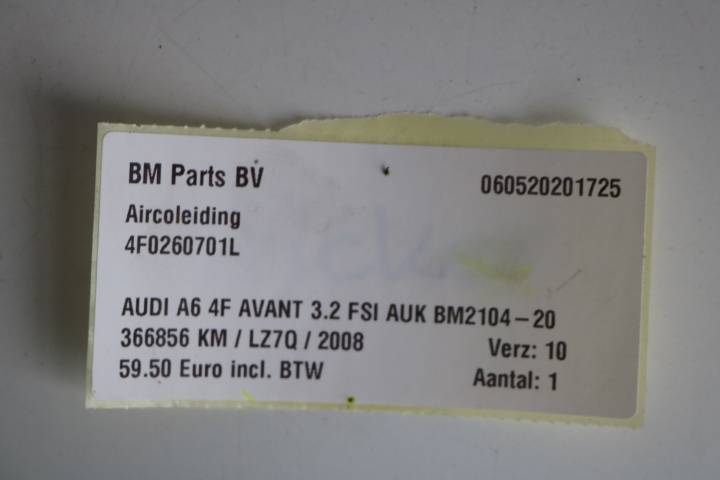 BM Parts BV 060520201725
Aircoleiding
4F0260701L
AUDI A6 4F AVANT 3.2 FSI AUK BM2104-20
366856 KM / LZ7Q / 2008 Verz: 10
59.50 Euro incl. BTW Aantal: 1